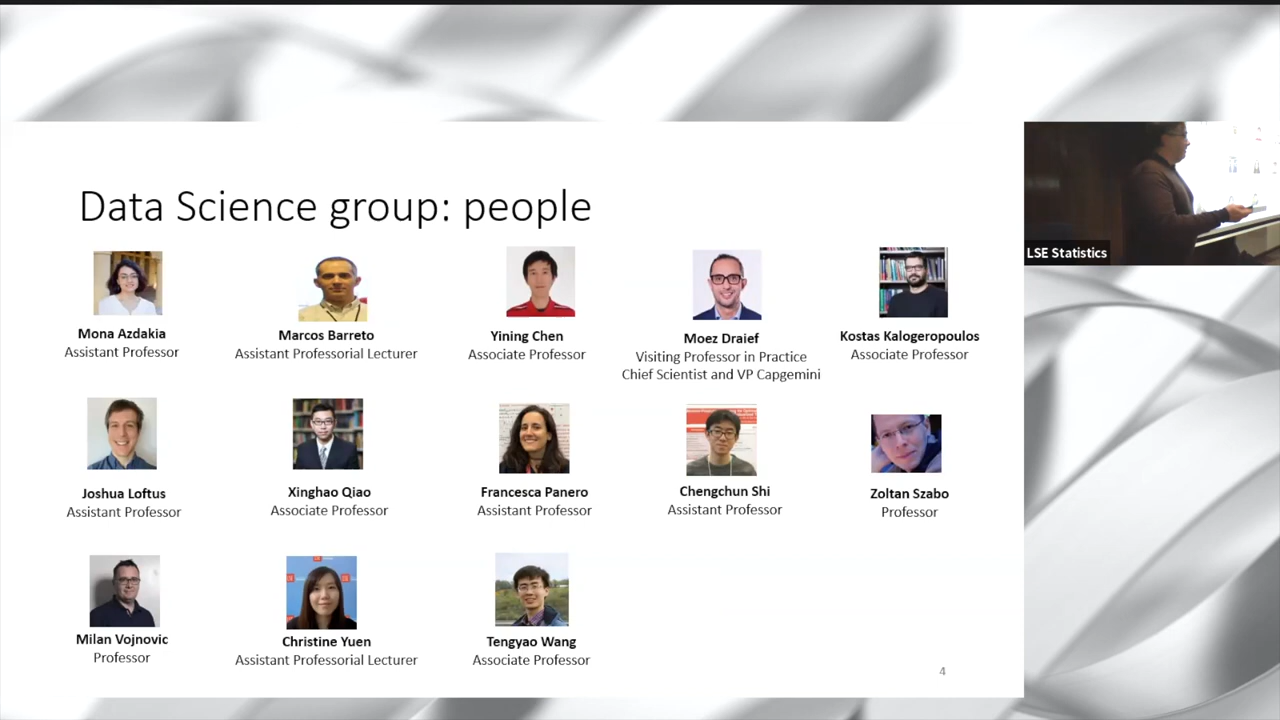 Data Science group: people
LSE Statistics
Mona Azdakia
Assistant Professor
Marcos Barreto
Assistant Professorial Lecturer
Yining Chen
Associate Professor
Moez Draief
Visiting Professor in Practice
Chief Scientist and VP Capgemini
Kostas Kalogeropoulos
Associate Professor
Joshua Loftus
Assistant Professor
Xinghao Qiao
Associate Professor
Francesca Panero
Assistant Professor
Chengchun Shi
Assistant Professor
Zoltan Szabo
Professor
Milan Vojnovic
Professor
Christine Yuen
Assistant Professorial Lecturer
Tengyao Wang
Associate Professor
4